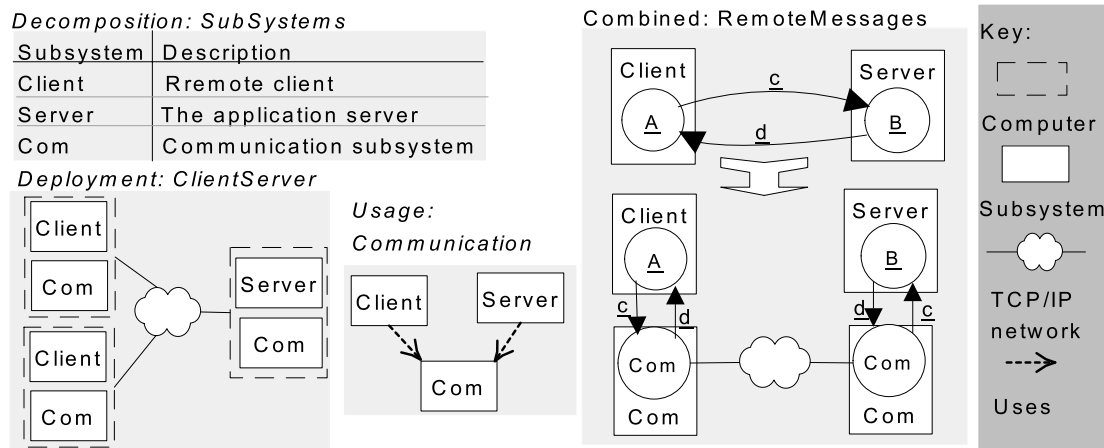 Decomposition: SubSystems
Subsystem Description
Client Rremote client
Server The application server
Com Communication subsystem
Deployment: ClientServer
Client
Com
Client
Com
Server
Com
Usage:
Communication
Client
Server
Com
Combined: RemoteMessages
Client
Server
A
B
c
d
Client
Server
A
B
c
d
d
c
Com
Com
Com
Com
Key:
Computer
Subsystem
TCP/IP
network
Uses